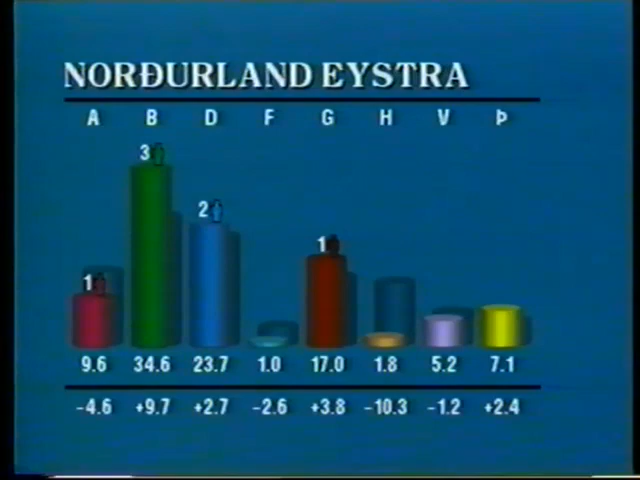 NORÐURLAND EYSTRA
A B D F G H V Þ
3
2
1
1
9.6 34.6 23.7 1.0 17.0 1.8 5.2 7.1
-4.6 +9.7 +2.7 -2.6 +3.8 -10.3 -1.2 +2.4